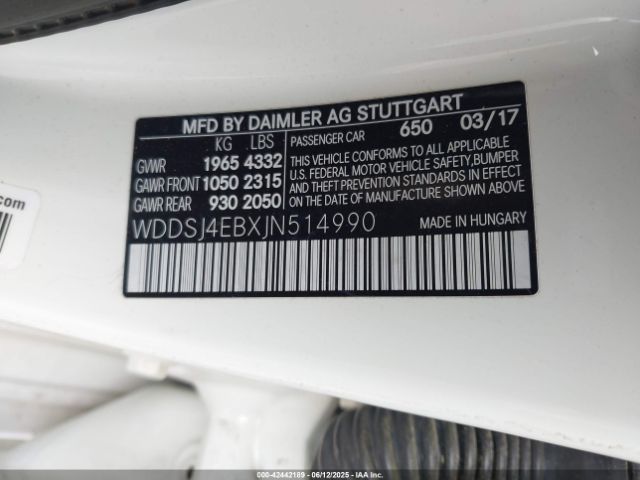 MFD BY DAIMLER AG STUTTGART
KG LBS
PASSENGER CAR 650 03/17
GVWR 1965 4332
GAWR FRONT 1050 2315
GAWR REAR 930 2050
THIS VEHICLE CONFORMS TO ALL APPLICABLE
U.S. FEDERAL MOTOR VEHICLE SAFETY, BUMPER
AND THEFT PREVENTION STANDARDS IN EFFECT
ON THE DATE OF MANUFACTURE SHOWN ABOVE
WDDSJ4EBXJN514990
MADE IN HUNGARY
.com
000-42442189 06/12/2025 IAAI